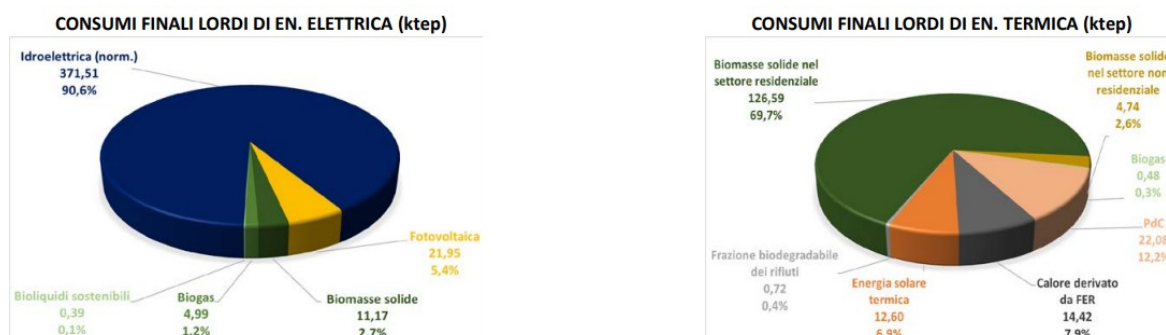 CONSUMI FINALI LORDI DI EN. ELETTRICA (ktep)
Idroelettrica (norm.)
371,51
90,6%
Fotovoltaica
21,95
5,4%
Biomasse solide
11,17
2,7%
Biogas
4,99
1,2%
Bioliquidi sostenibili
0,39
0,1%
CONSUMI FINALI LORDI DI EN. TERMICA (ktep)
Biomasse solide nel
settore residenziale
126,59
69,7%
Biomasse solide
nel settore non
residenziale
4,74
2,6%
Biogas
0,48
0,3%
PdC
22,08
12,2%
Calore derivato
da FER
14,42
7,9%
Energia solare
termica
12,60
6,9%
Frazione biodegradabile
dei rifiuti
0,72
0,4%